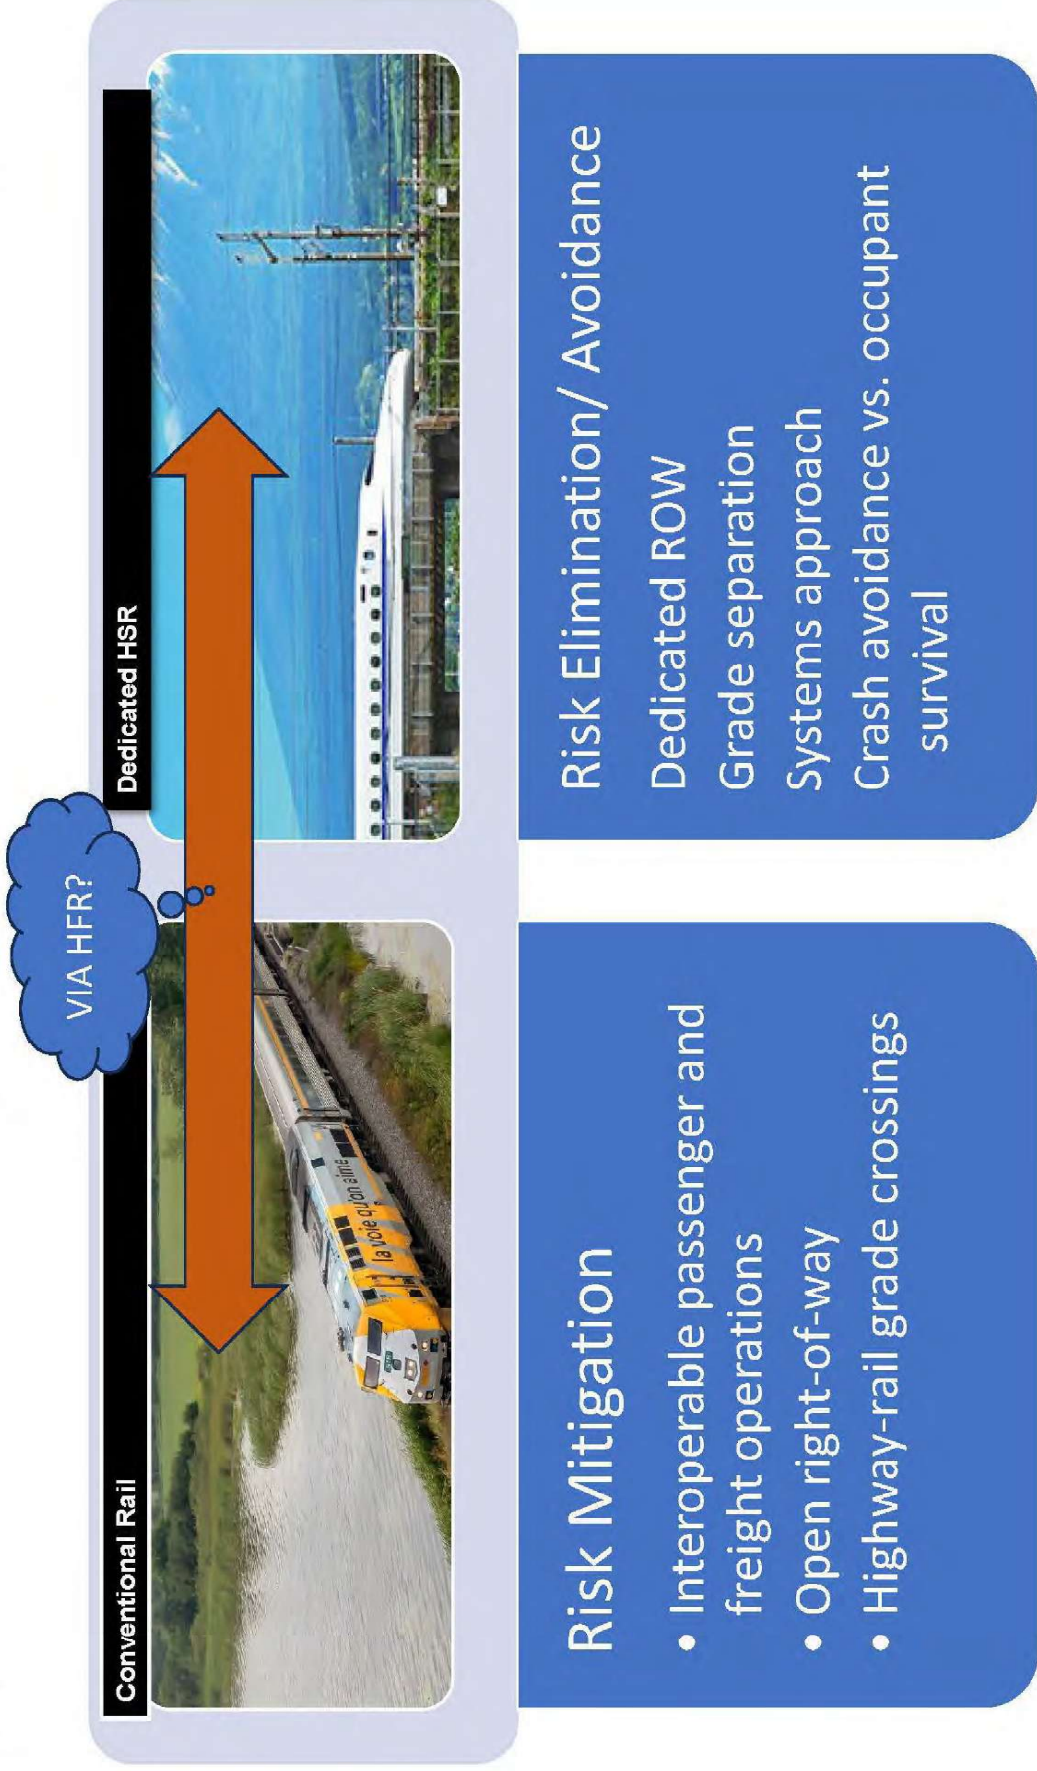 VIA HFR?
Conventional Rail
Dedicated HSR
la voie qu'on aime
Risk Mitigation
• Interoperable passenger and
freight operations
• Open right-of-way
• Highway-rail grade crossings
Risk Elimination/ Avoidance
Dedicated ROW
Grade separation
Systems approach
Crash avoidance vs. occupant
survival